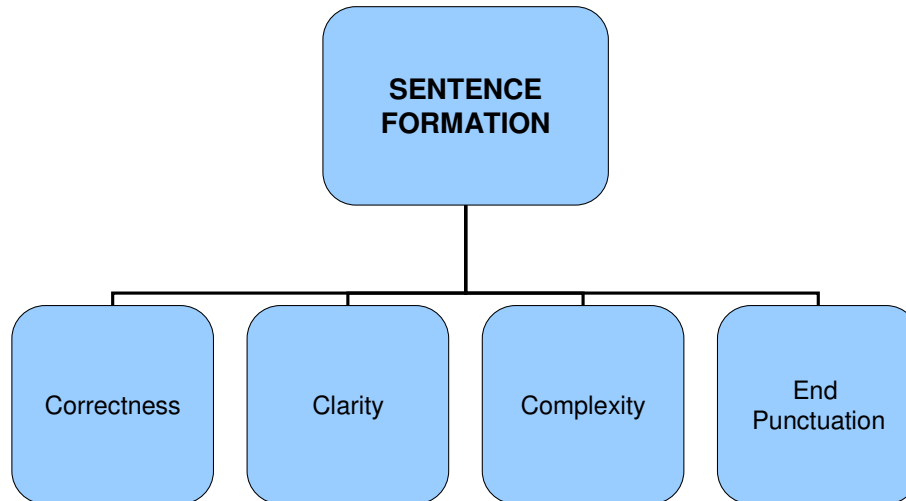 SENTENCE
FORMATION
Correctness
Clarity
Complexity
End
Punctuation